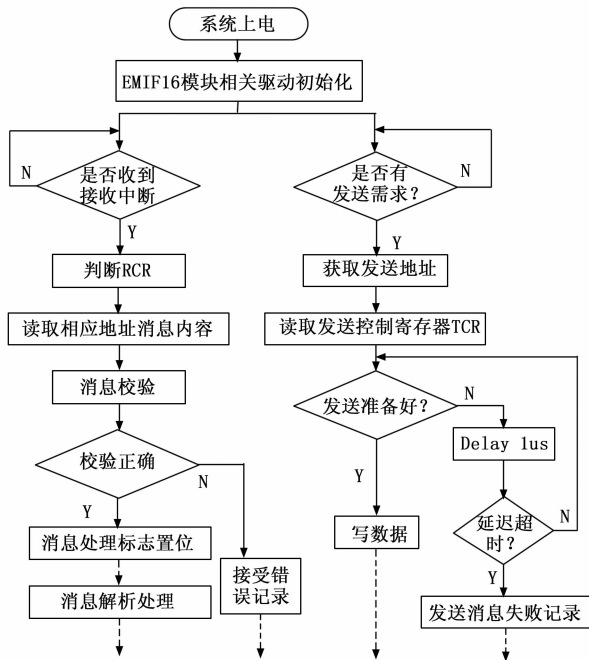 系统上电
EMIF16模块相关驱动初始化
是否收到
接收中断
N
Y
判断RCR
读取相应地址消息内容
消息校验
校验正确
N
Y
消息处理标志置位
消息解析处理
接受错
误记录
是否有
发送需求?
N
Y
获取发送地址
读取发送控制寄存器TCR
发送准备好?
N
Y
Delay 1us
写数据
延迟超
时?
N
Y
发送消息失败记录